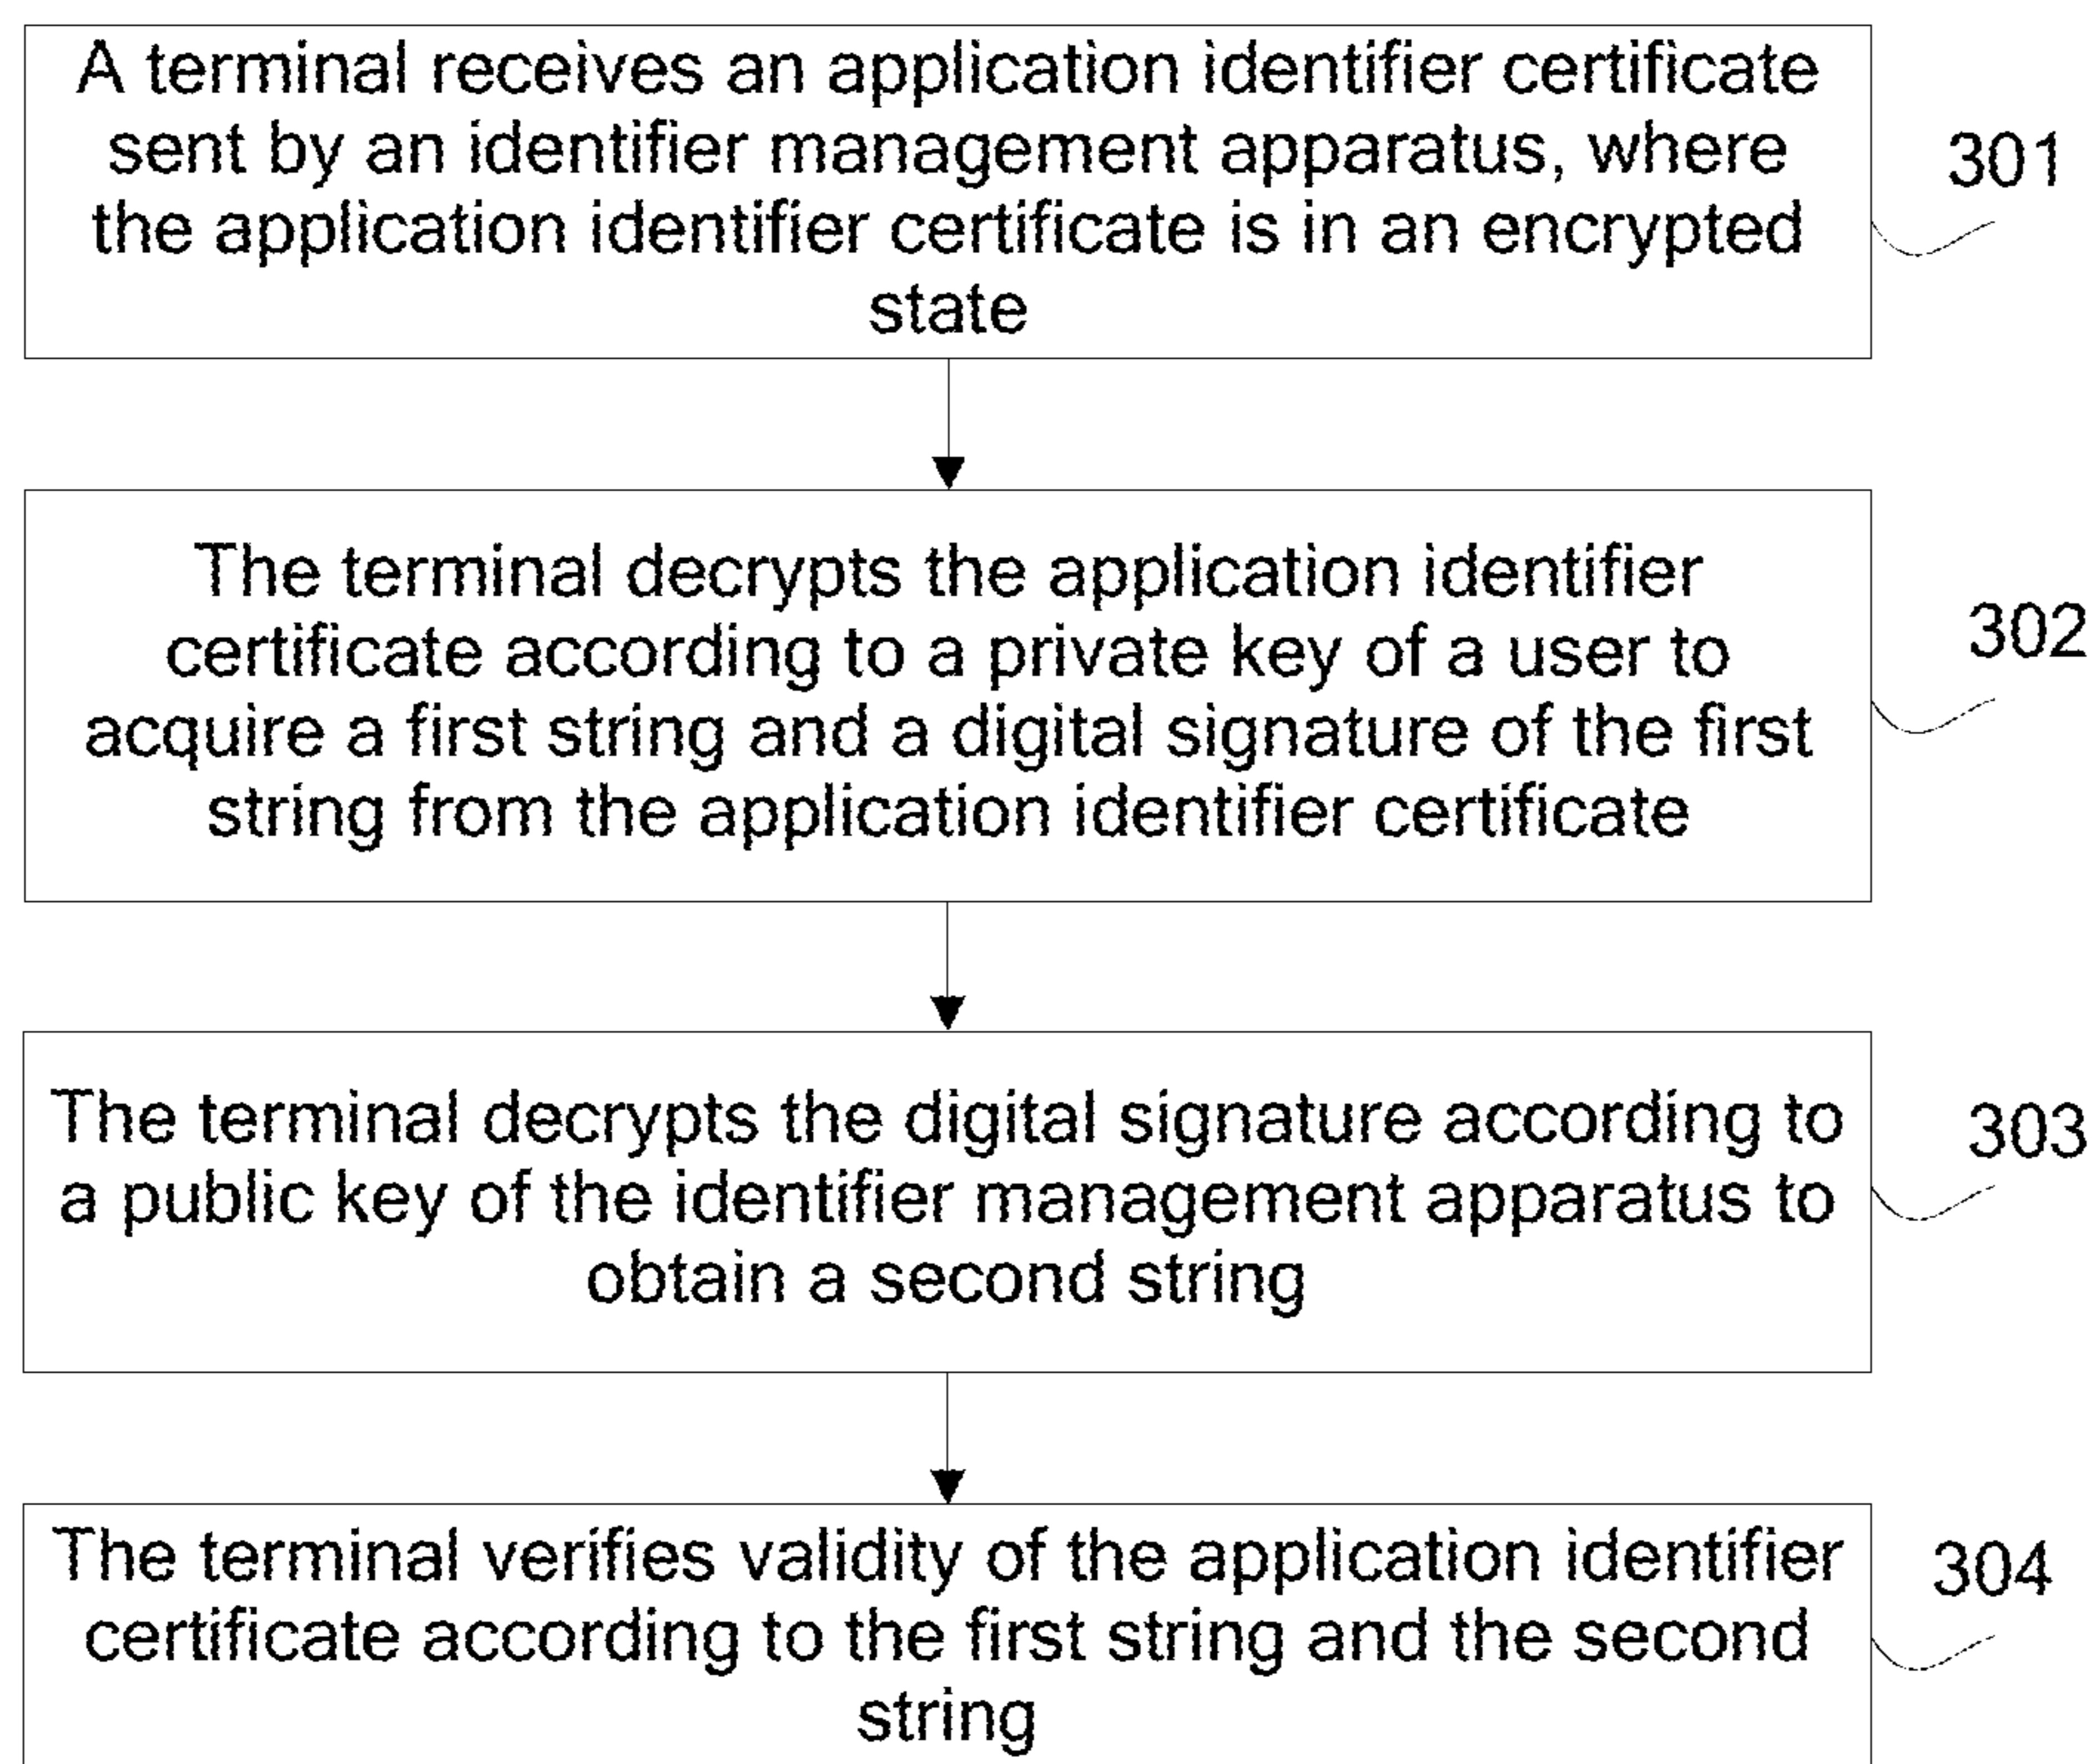 A terminal receives an application identifier certificate
sent by an identifier management apparatus, where
the application identifier certificate is in an encrypted
state
301
The terminal decrypts the application identifier
certificate according to a private key of a user to
acquire a first string and a digital signature of the first
string from the application identifier certificate
302
The terminal decrypts the digital signature according to
a public key of the identifier management apparatus to
obtain a second string
303
The terminal verifies validity of the application identifier
certificate according to the first string and the second
string
304